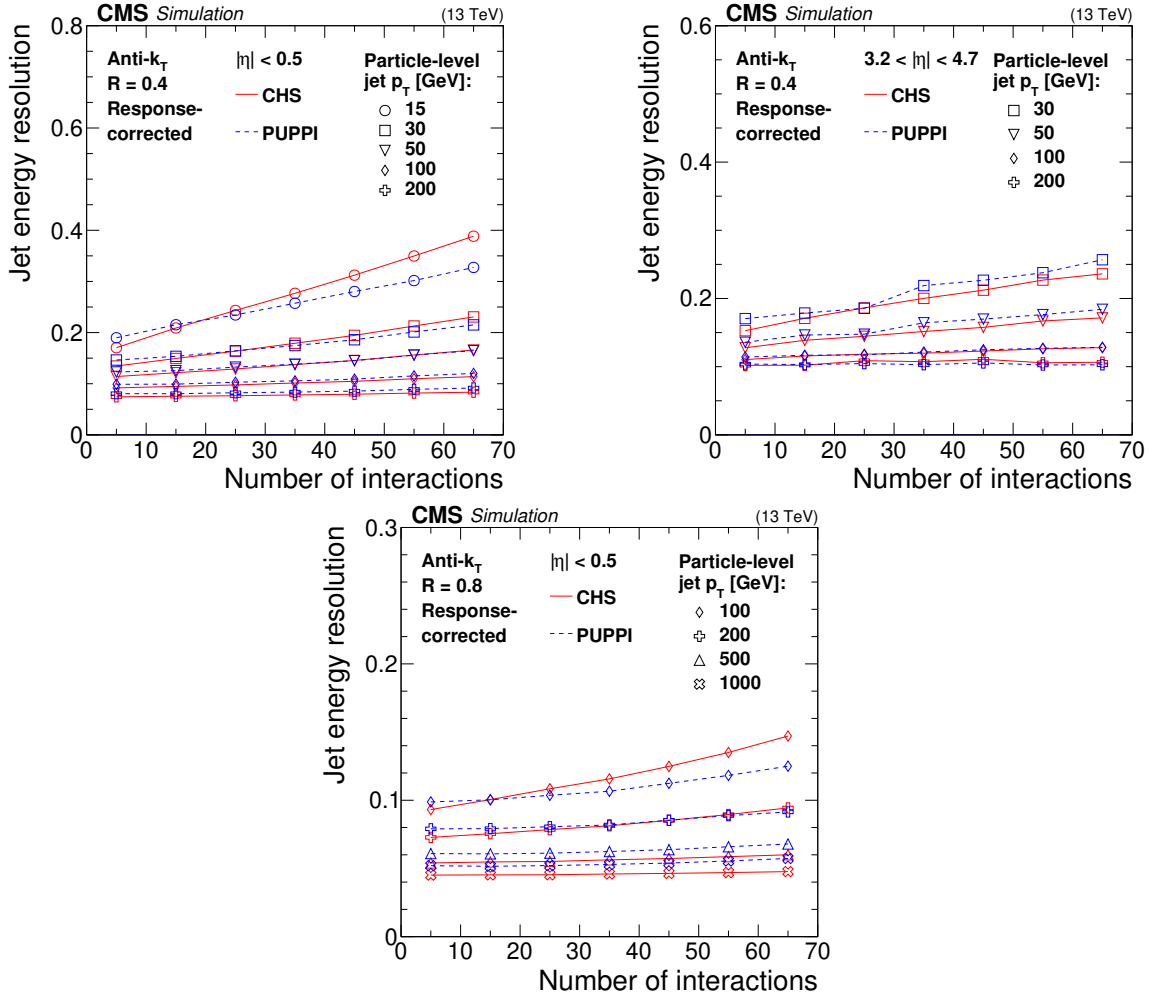 CMS Simulation (13 TeV)
Jet energy resolution
0.8
0.6
0.4
0.2
0
Anti-kT
R = 0.4
Response-
corrected
|η| < 0.5
CHS
PUPPI
Particle-level
jet pT [GeV]:
15
30
50
100
200
0 10 20 30 40 50 60 70
Number of interactions
CMS Simulation (13 TeV)
Jet energy resolution
0.6
0.4
0.2
0
Anti-kT
R = 0.4
Response-
corrected
3.2 < |η| < 4.7
CHS
PUPPI
Particle-level
jet pT [GeV]:
30
50
100
200
0 10 20 30 40 50 60 70
Number of interactions
CMS Simulation (13 TeV)
Jet energy resolution
0.3
0.2
0.1
0
Anti-kT
R = 0.8
Response-
corrected
|η| < 0.5
CHS
PUPPI
Particle-level
jet pT [GeV]:
100
200
500
1000
0 10 20 30 40 50 60 70
Number of interactions